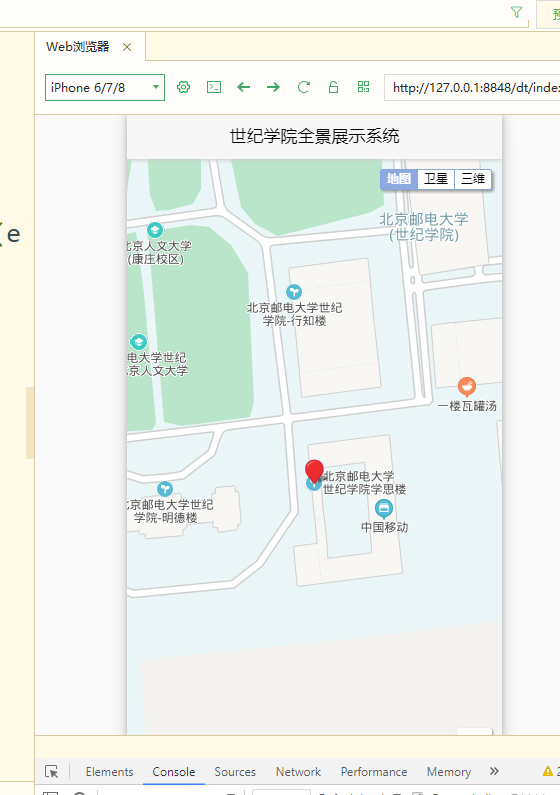 Web浏览器
iPhone 6/7/8
http://127.0.0.1:8848/dt/index
世纪学院全景展示系统
地图 卫星 三维
北京邮电大学
(世纪学院)
北京人文大学
(康庄校区)
北京邮电大学世纪
学院-行知楼
电大学世纪
京人文大学
一楼瓦罐汤
北京邮电大学
世纪学院学思楼
北京邮电大学世纪
学院-明德楼
中国移动
Elements Console Sources Network Performance Memory